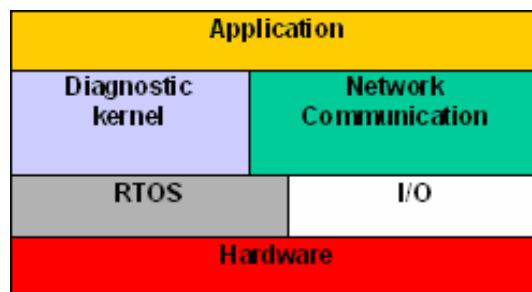 Application
Diagnostic
kernel
Network
Communication
RTOS
I/O
Hardware